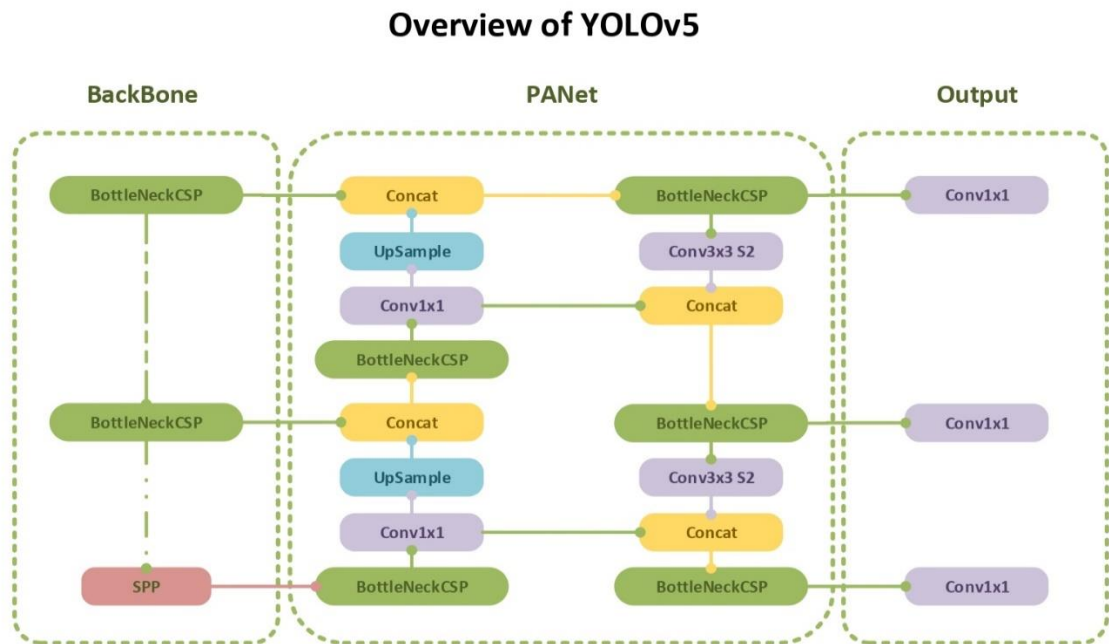 Overview of YOLOv5
BackBone
PANet
Output
BottleNeckCSP
Concat
BottleNeckCSP
Conv1x1
UpSample
Conv3x3 S2
Conv1x1
Concat
BottleNeckCSP
BottleNeckCSP
Concat
BottleNeckCSP
Conv1x1
UpSample
Conv3x3 S2
Conv1x1
Concat
SPP
BottleNeckCSP
BottleNeckCSP
Conv1x1